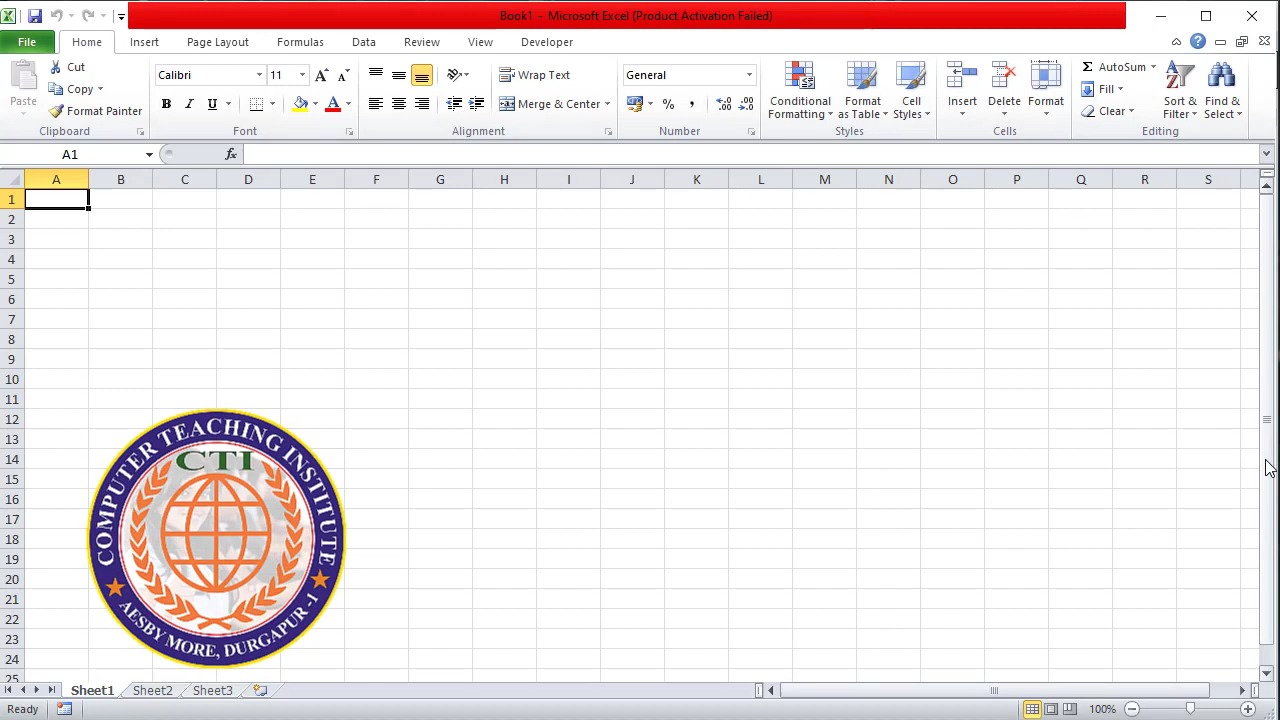 Book1 - Microsoft Excel (Product Activation Failed)
File Home Insert Page Layout Formulas Data Review View Developer
Paste
Cut
Copy
Format Painter
Clipboard
Calibri 11
B I U A
Font
Wrap Text
Merge & Center
Alignment
General
% ,
Number
Conditional Formatting
Format as Table
Cell Styles
Styles
Insert Delete Format
Cells
Σ AutoSum
Fill
Clear
Sort & Filter
Find & Select
Editing
A1 fx
A B C D E F G H I J K L M N O P Q R S
1
2
3
4
5
6
7
8
9
10
11
12
13
14
15
16
17
18
19
20
21
22
23
24
25
COMPUTER TEACHING INSTITUTE
CTI
AESBY MORE, DURGAPUR -1
Sheet1 Sheet2 Sheet3
Ready 100%